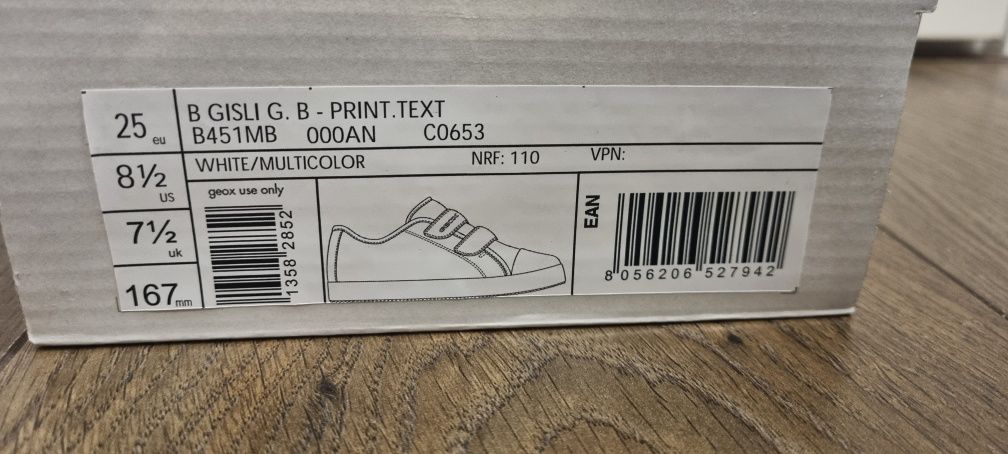 25 eu
B GISLI G. B - PRINT.TEXT
B451MB 000AN C0653
8½ US
WHITE/MULTICOLOR NRF: 110 VPN:
7½ uk
167 mm
geox use only
1358 2852
EAN
8 056206 527942